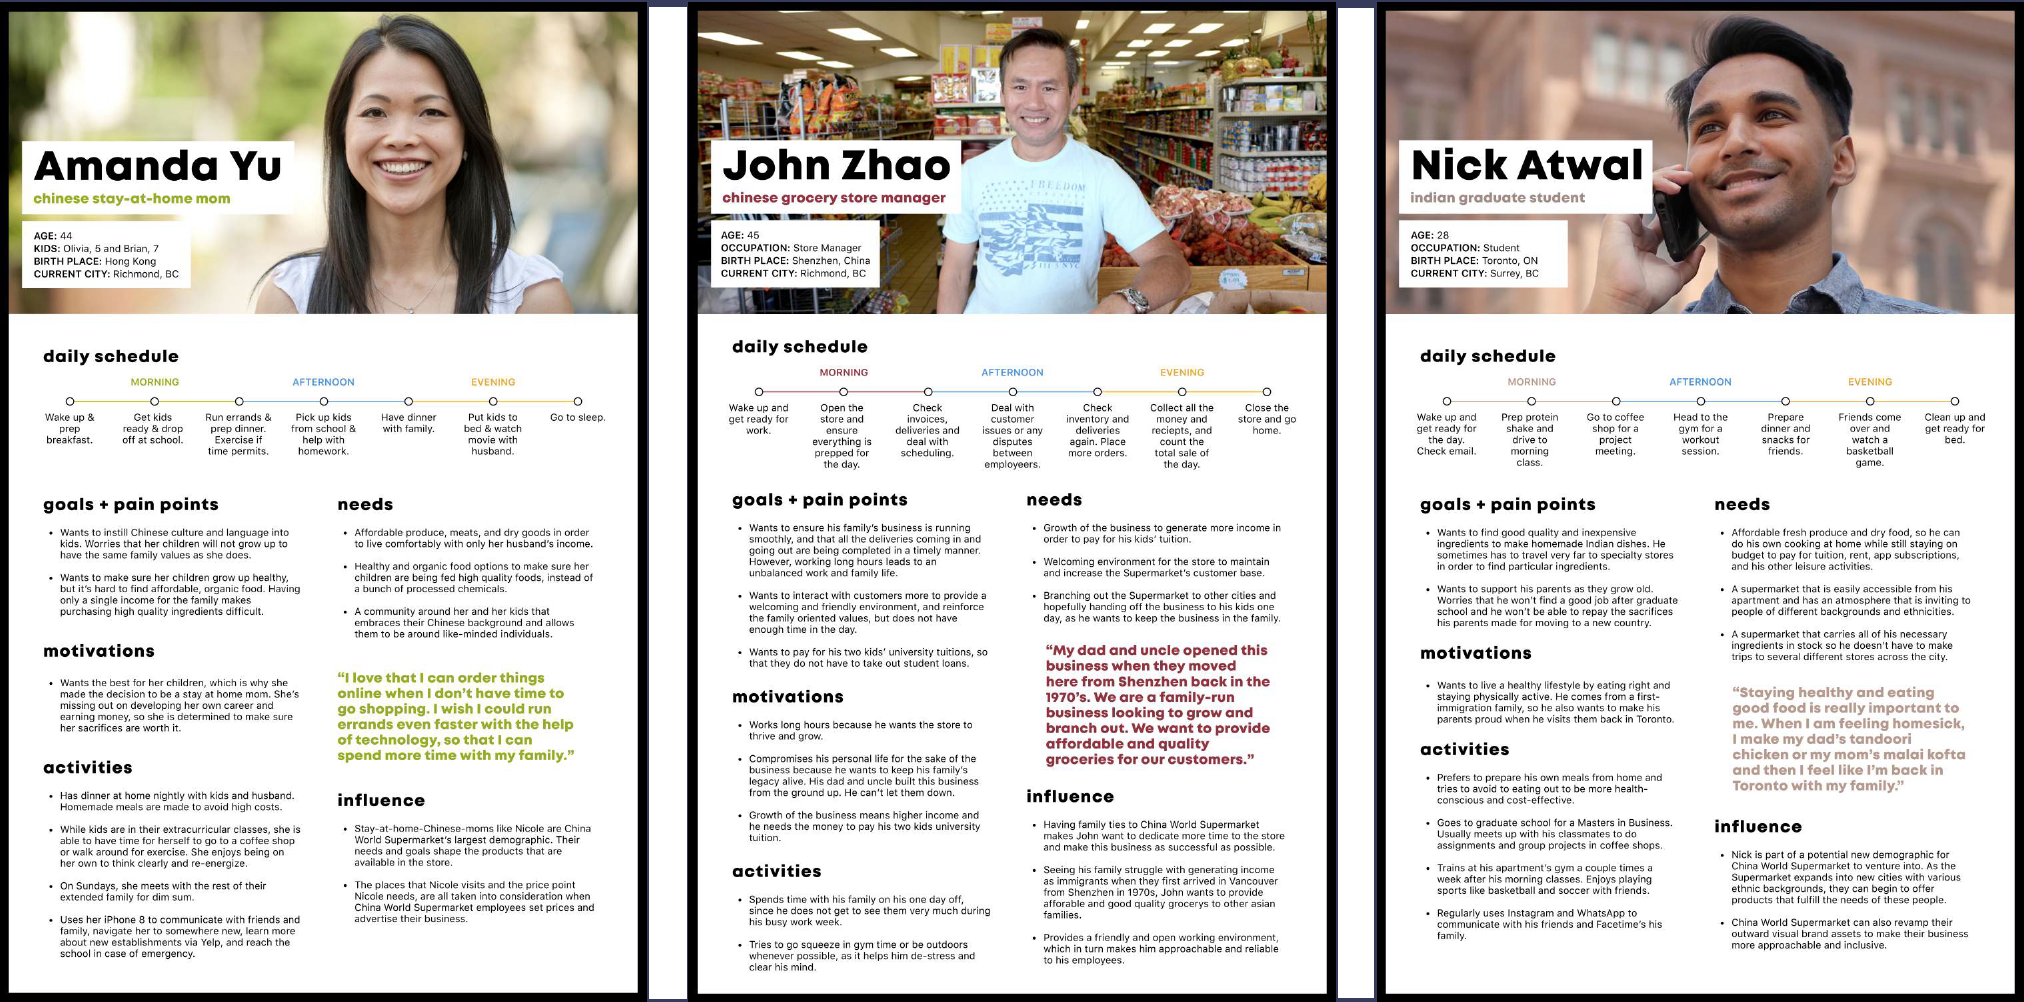 Amanda Yu
chinese stay-at-home mom
AGE: 44
KIDS: Olivia, 5 and Brian, 7
BIRTH PLACE: Hong Kong
CURRENT CITY: Richmond, BC
daily schedule
MORNING
AFTERNOON
EVENING
Wake up &
prep
breakfast.
Get kids
ready & drop
off at school.
Run errands &
prep dinner.
Exercise if
time permits.
Pick up kids
from school &
help with
homework.
Have dinner
with family.
Put kids to
bed & watch
movie with
husband.
Go to sleep.
goals + pain points
• Wants to instill Chinese culture and language into
kids. Worries that her children will not grow up to
have the same family values as she does.
• Wants to make sure her children grow up healthy,
but it's hard to find affordable, organic food. Having
only a single income for the family makes
purchasing high quality ingredients difficult.
motivations
• Wants the best for her children, which is why she
made the decision to be a stay at home mom. She's
missing out on developing her own career and
earning money, so she is determined to make sure
her sacrifices are worth it.
activities
• Has dinner at home nightly with kids and husband.
Homemade meals are made to avoid high costs.
• While kids are in their extracurricular classes, she is
able to have time for herself to go to a coffee shop
or walk around for exercise. She enjoys being on
her own to think clearly and re-energize.
• On Sundays, she meets with the rest of their
extended family for dim sum.
• Uses her iPhone 8 to communicate with friends and
family, navigate her to somewhere new, learn more
about new establishments via Yelp, and reach the
school in case of emergency.
needs
• Affordable produce, meats, and dry goods in order
to live comfortably with only her husband's income.
• Healthy and organic food options to make sure her
children are being fed high quality foods, instead of
a bunch of processed chemicals.
• A community around her and her kids that
embraces their Chinese background and allows
them to be around like-minded individuals.
“I love that I can order things
online when I don't have time to
go shopping. I wish I could run
errands even faster with the help
of technology, so that I can
spend more time with my family.”
influence
• Stay-at-home-Chinese-moms like Nicole are China
World Supermarket's largest demographic. Their
needs and goals shape the products that are
available in the store.
• The places that Nicole visits and the price point
Nicole needs, are all taken into consideration when
China World Supermarket employees set prices and
advertise their business.
John Zhao
chinese grocery store manager
AGE: 45
OCCUPATION: Store Manager
BIRTH PLACE: Shenzhen, China
CURRENT CITY: Richmond, BC
FREEDOM
daily schedule
MORNING
AFTERNOON
EVENING
Wake up and
get ready for
work.
Open the
store and
ensure
everything is
prepped for
the day.
Check
invoices,
deliveries and
deal with
scheduling.
Deal with
customer
issues or any
disputes
between
employeers.
Check
inventory and
deliveries
again. Place
more orders.
Collect all the
money and
reciepts, and
count the
total sale of
the day.
Close the
store and go
home.
goals + pain points
• Wants to ensure his family's business is running
smoothly, and that all the deliveries coming in and
going out are being completed in a timely manner.
However, working long hours leads to an
unbalanced work and family life.
• Wants to interact with customers more to provide a
welcoming and friendly environment, and reinforce
the family oriented values, but does not have
enough time in the day.
• Wants to pay for his two kids' university tuitions, so
that they do not have to take out student loans.
motivations
• Works long hours because he wants the store to
thrive and grow.
• Compromises his personal life for the sake of the
business because he wants to keep his family's
legacy alive. His dad and uncle built this business
from the ground up. He can't let them down.
• Growth of the business means higher income and
he needs the money to pay his two kids university
tuition.
activities
• Spends time with his family on his one day off,
since he does not get to see them very much during
his busy work week.
• Tries to go squeeze in gym time or be outdoors
whenever possible, as it helps him de-stress and
clear his mind.
needs
• Growth of the business to generate more income in
order to pay for his kids' tuition.
• Welcoming environment for the store to maintain
and increase the Supermarket's customer base.
• Branching out the Supermarket to other cities and
hopefully handing off the business to his kids one
day, as he wants to keep the business in the family.
“My dad and uncle opened this
business when they moved
here from Shenzhen back in the
1970's. We are a family-run
business looking to grow and
branch out. We want to provide
affordable and quality
groceries for our customers.”
influence
• Having family ties to China World Supermarket
makes John want to dedicate more time to the store
and make this business as successful as possible.
• Seeing his family struggle with generating income
as immigrants when they first arrived in Vancouver
from Shenzhen in 1970s, John wants to provide
afforable and good quality grocerys to other asian
families.
• Provides a friendly and open working environment,
which in turn makes him approachable and reliable
to his employees.
Nick Atwal
indian graduate student
AGE: 28
OCCUPATION: Student
BIRTH PLACE: Toronto, ON
CURRENT CITY: Surrey, BC
daily schedule
MORNING
AFTERNOON
EVENING
Wake up and
get ready for
the day.
Check email.
Prep protein
shake and
drive to
morning
class.
Go to coffee
shop for a
project
meeting.
Head to the
gym for a
workout
session.
Prepare
dinner and
snacks for
friends.
Friends come
over and
watch a
basketball
game.
Clean up and
get ready for
bed.
goals + pain points
• Wants to find good quality and inexpensive
ingredients to make homemade Indian dishes. He
sometimes has to travel very far to specialty stores
in order to find particular ingredients.
• Wants to support his parents as they grow old.
Worries that he won't find a good job after graduate
school and he won't be able to repay the sacrifices
his parents made for moving to a new country.
motivations
• Wants to live a healthy lifestyle by eating right and
staying physically active. He comes from a first-
immigration family, so he also wants to make his
parents proud when he visits them back in Toronto.
activities
• Prefers to prepare his own meals from home and
tries to avoid to eating out to be more health-
conscious and cost-effective.
• Goes to graduate school for a Masters in Business.
Usually meets up with his classmates to do
assignments and group projects in coffee shops.
• Trains at his apartment's gym a couple times a
week after his morning classes. Enjoys playing
sports like basketball and soccer with friends.
• Regularly uses Instagram and WhatsApp to
communicate with his friends and Facetime's his
family.
needs
• Affordable fresh produce and dry food, so he can
do his own cooking at home while still staying on
budget to pay for tuition, rent, app subscriptions,
and his other leisure activities.
• A supermarket that is easily accessible from his
apartment and has an atmosphere that is inviting to
people of different backgrounds and ethnicities.
• A supermarket that carries all of his necessary
ingredients in stock so he doesn't have to make
trips to several different stores across the city.
“Staying healthy and eating
good food is really important to
me. When I am feeling homesick,
I make my dad's tandoori
chicken or my mom's malai kofta
and then I feel like I'm back in
Toronto with my family.”
influence
• Nick is part of a potential new demographic for
China World Supermarket to venture into. As the
Supermarket expands into new cities with various
ethnic backgrounds, they can begin to offer
products that fulfill the needs of these people.
• China World Supermarket can also revamp their
outward visual brand assets to make their business
more approachable and inclusive.